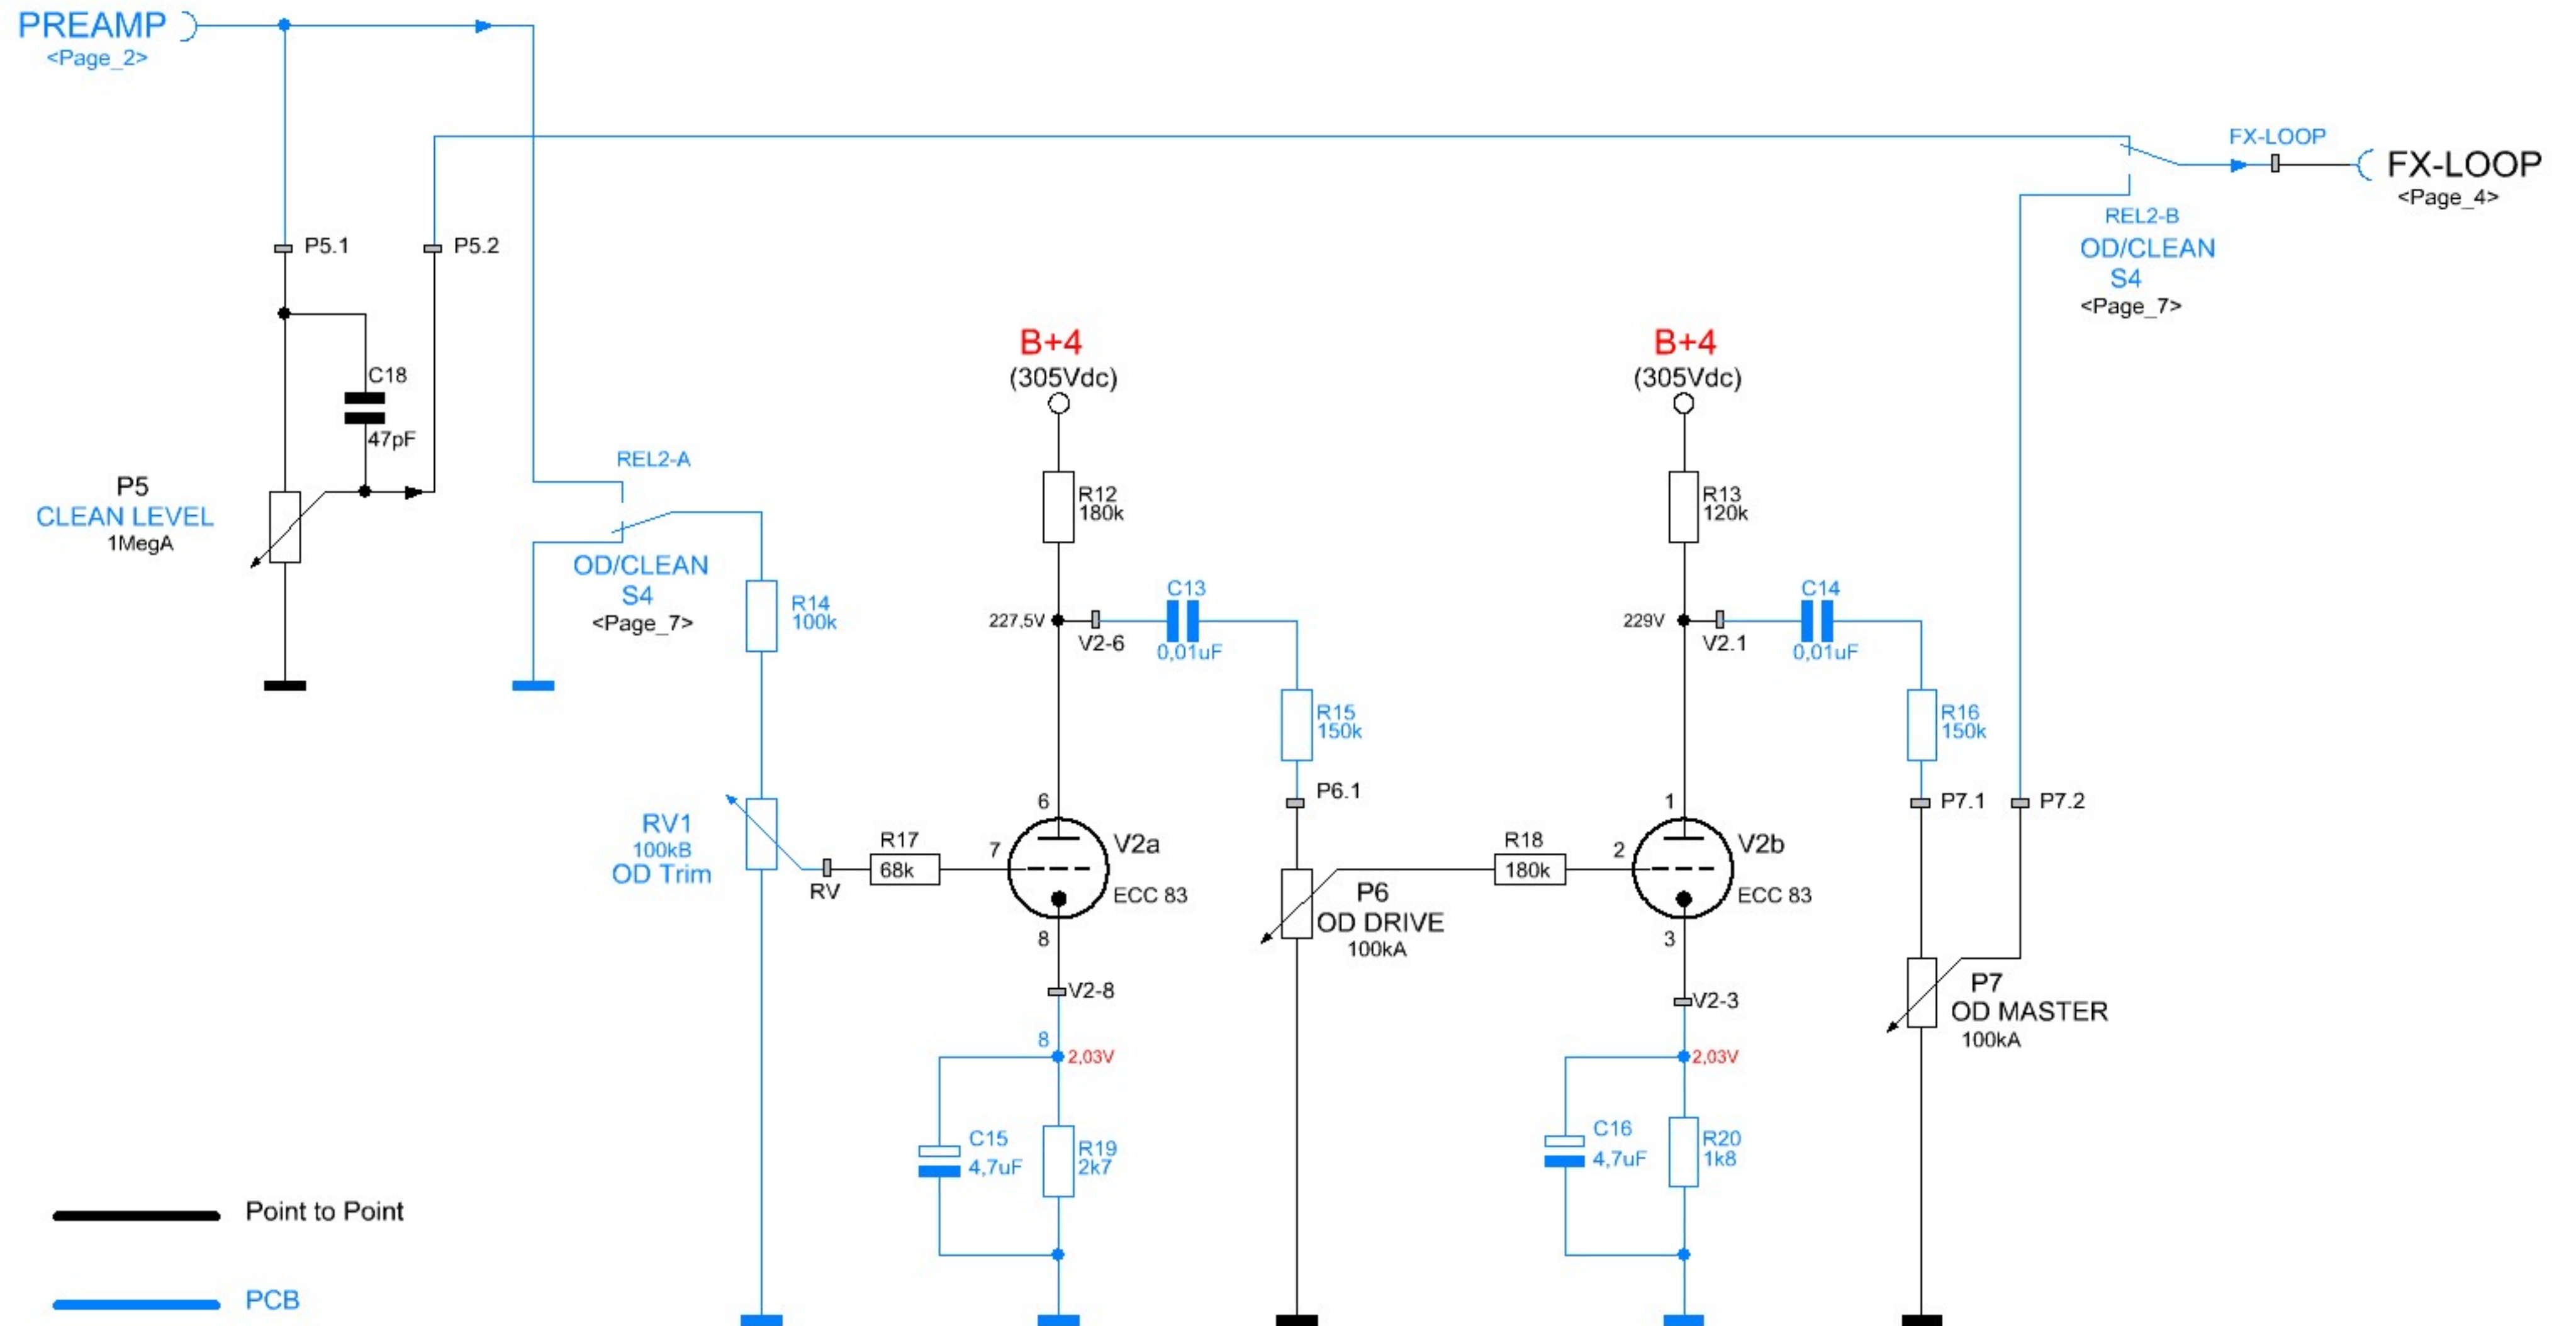 PREAMP
<Page_2>
FX-LOOP
FX-LOOP
<Page_4>
REL2-B
OD/CLEAN
S4
<Page_7>
P5.1
P5.2
C18
47pF
P5
CLEAN LEVEL
1MegA
REL2-A
OD/CLEAN
S4
<Page_7>
R14
100k
RV1
100kB
OD Trim
RV
R17
68k
B+4
(305Vdc)
R12
180k
227,5V
V2-6
C13
0,01uF
R15
150k
P6.1
6
7
V2a
ECC 83
8
V2-8
8
2,03V
C15
4,7uF
R19
2k7
P6
OD DRIVE
100kA
R18
180k
B+4
(305Vdc)
R13
120k
229V
V2.1
C14
0,01uF
R16
150k
P7.1
P7.2
1
2
V2b
ECC 83
3
V2-3
2,03V
C16
4,7uF
R20
1k8
P7
OD MASTER
100kA
Point to Point
PCB